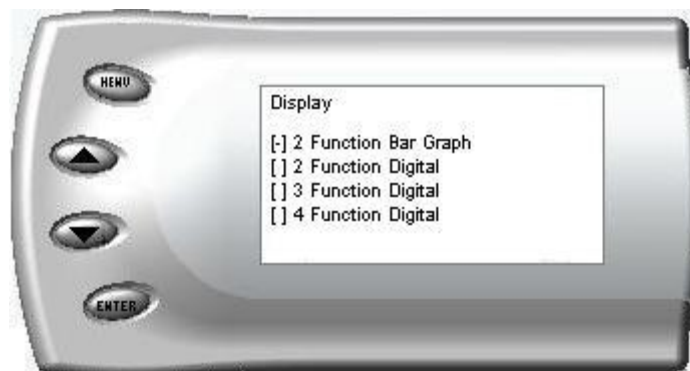 MENU
Display
[-] 2 Function Bar Graph
[ ] 2 Function Digital
[ ] 3 Function Digital
[ ] 4 Function Digital
ENTER